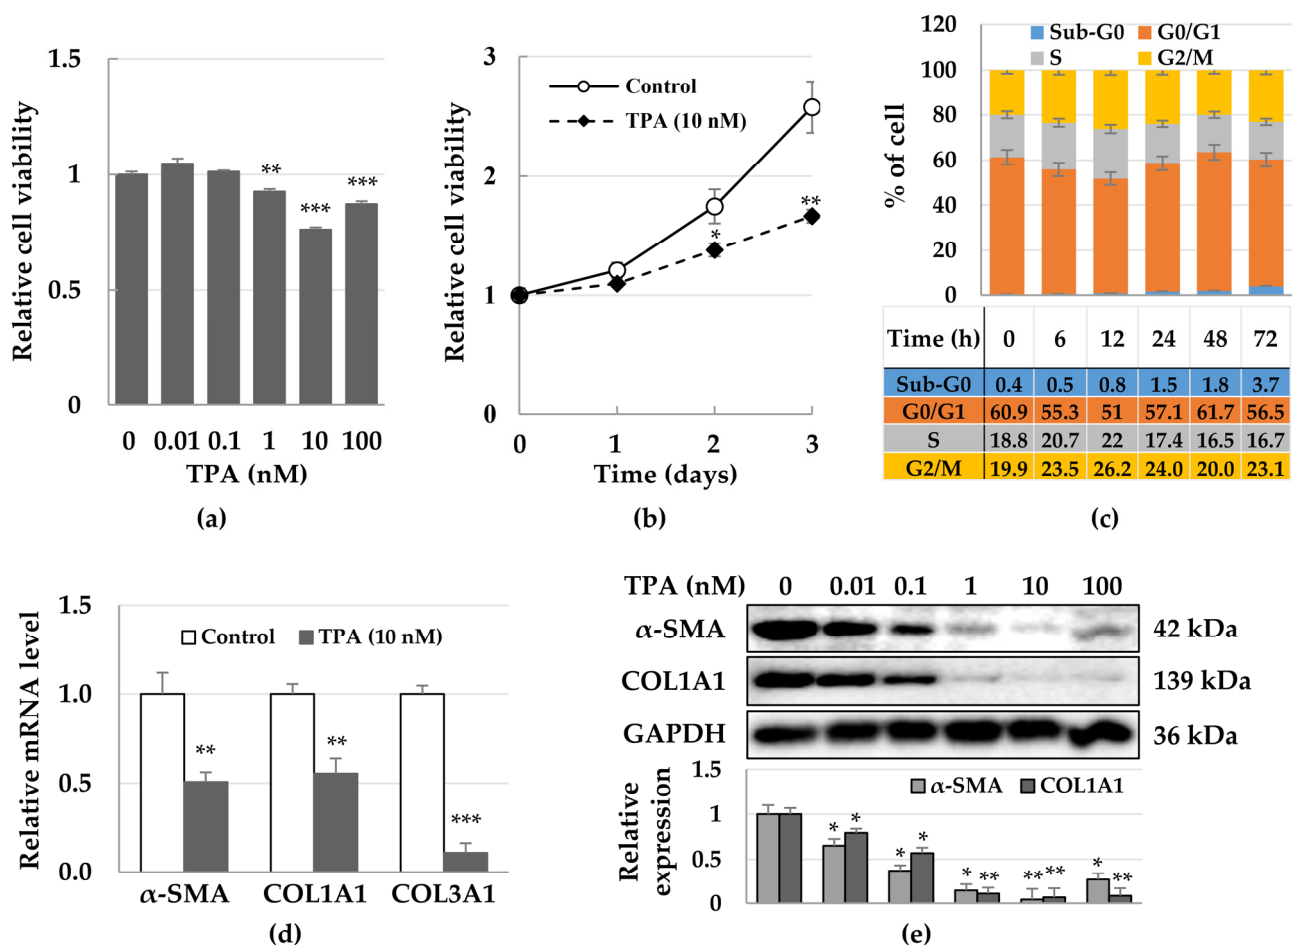 1.5
1
0.5
0
Relative cell viability
** *** ***
0 0.01 0.1 1 10 100
TPA (nM)
(a)
3
2
1
0
Relative cell viability
Control
TPA (10 nM)
* **
0 1 2 3
Time (days)
(b)
120
100
80
60
40
20
0
% of cell
Sub-G0 G0/G1
S G2/M
Time (h) 0 6 12 24 48 72
Sub-G0 0.4 0.5 0.8 1.5 1.8 3.7
G0/G1 60.9 55.3 51 57.1 61.7 56.5
S 18.8 20.7 22 17.4 16.5 16.7
G2/M 19.9 23.5 26.2 24.0 20.0 23.1
(c)
1.5
1.0
0.5
0.0
Relative mRNA level
Control TPA (10 nM)
** ** ***
α-SMA COL1A1 COL3A1
(d)
TPA (nM) 0 0.01 0.1 1 10 100
α-SMA 42 kDa
COL1A1 139 kDa
GAPDH 36 kDa
1.5
1
0.5
0
Relative
expression
α-SMA COL1A1
* * * * * ** ** ** * **
(e)